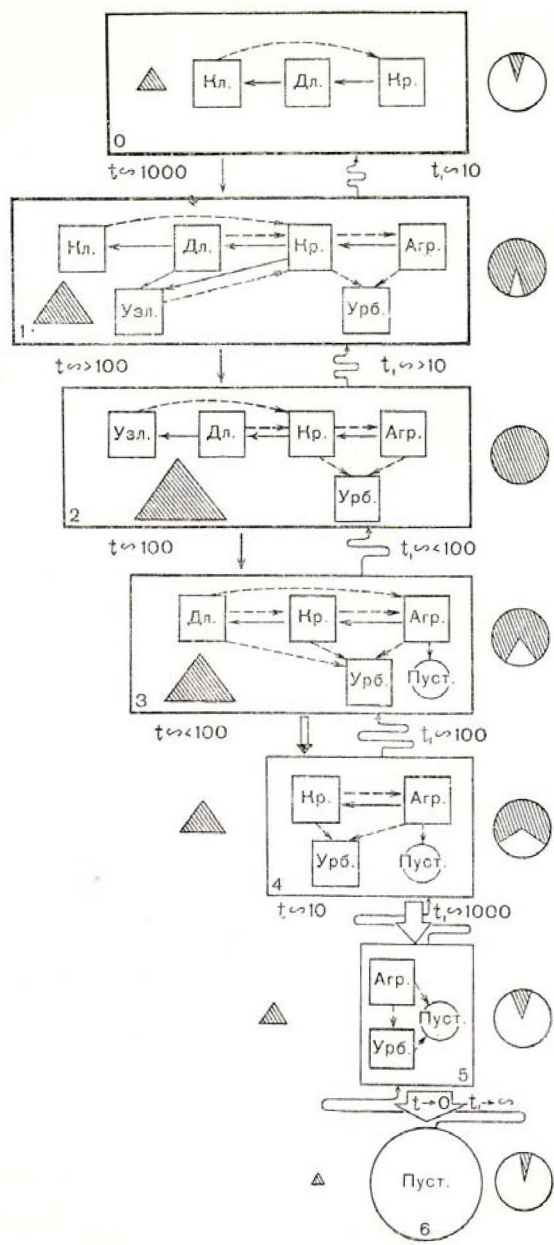 Кл. Дл. Кр.
0
t∽1000 t₁∽10
Кл. Дл. Кр. Агр.
Узл. Урб.
1
t∽>100 t₁∽>10
Узл. Дл. Кр. Агр.
Урб.
2
t∽100 t₁∽<100
Дл. Кр. Агр.
Урб. Пуст.
3
t∽<100 t₁∽100
Кр. Агр.
Урб. Пуст.
4
t∽10 t₁∽1000
Агр.
Пуст.
Урб.
5
t→0 t₁→∽
Пуст.
6